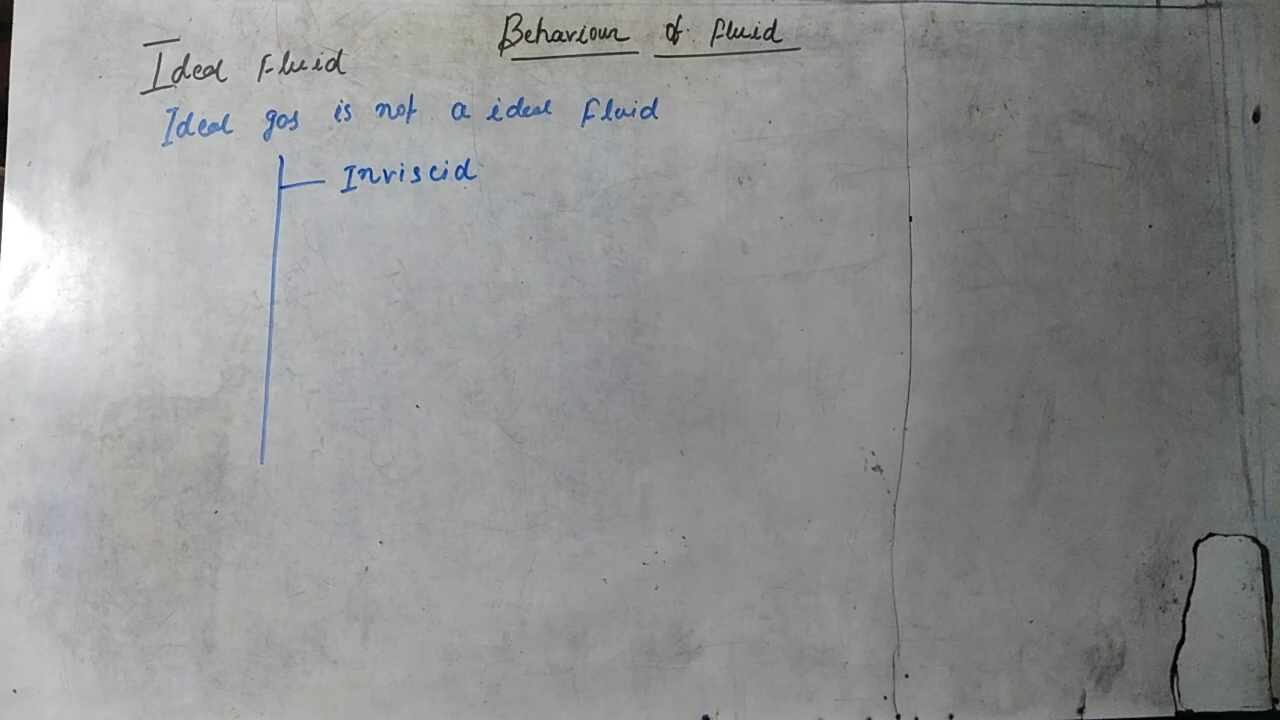 Behaviour of fluid
Ideal Fluid
Ideal gas is not a ideal fluid
Inviscid